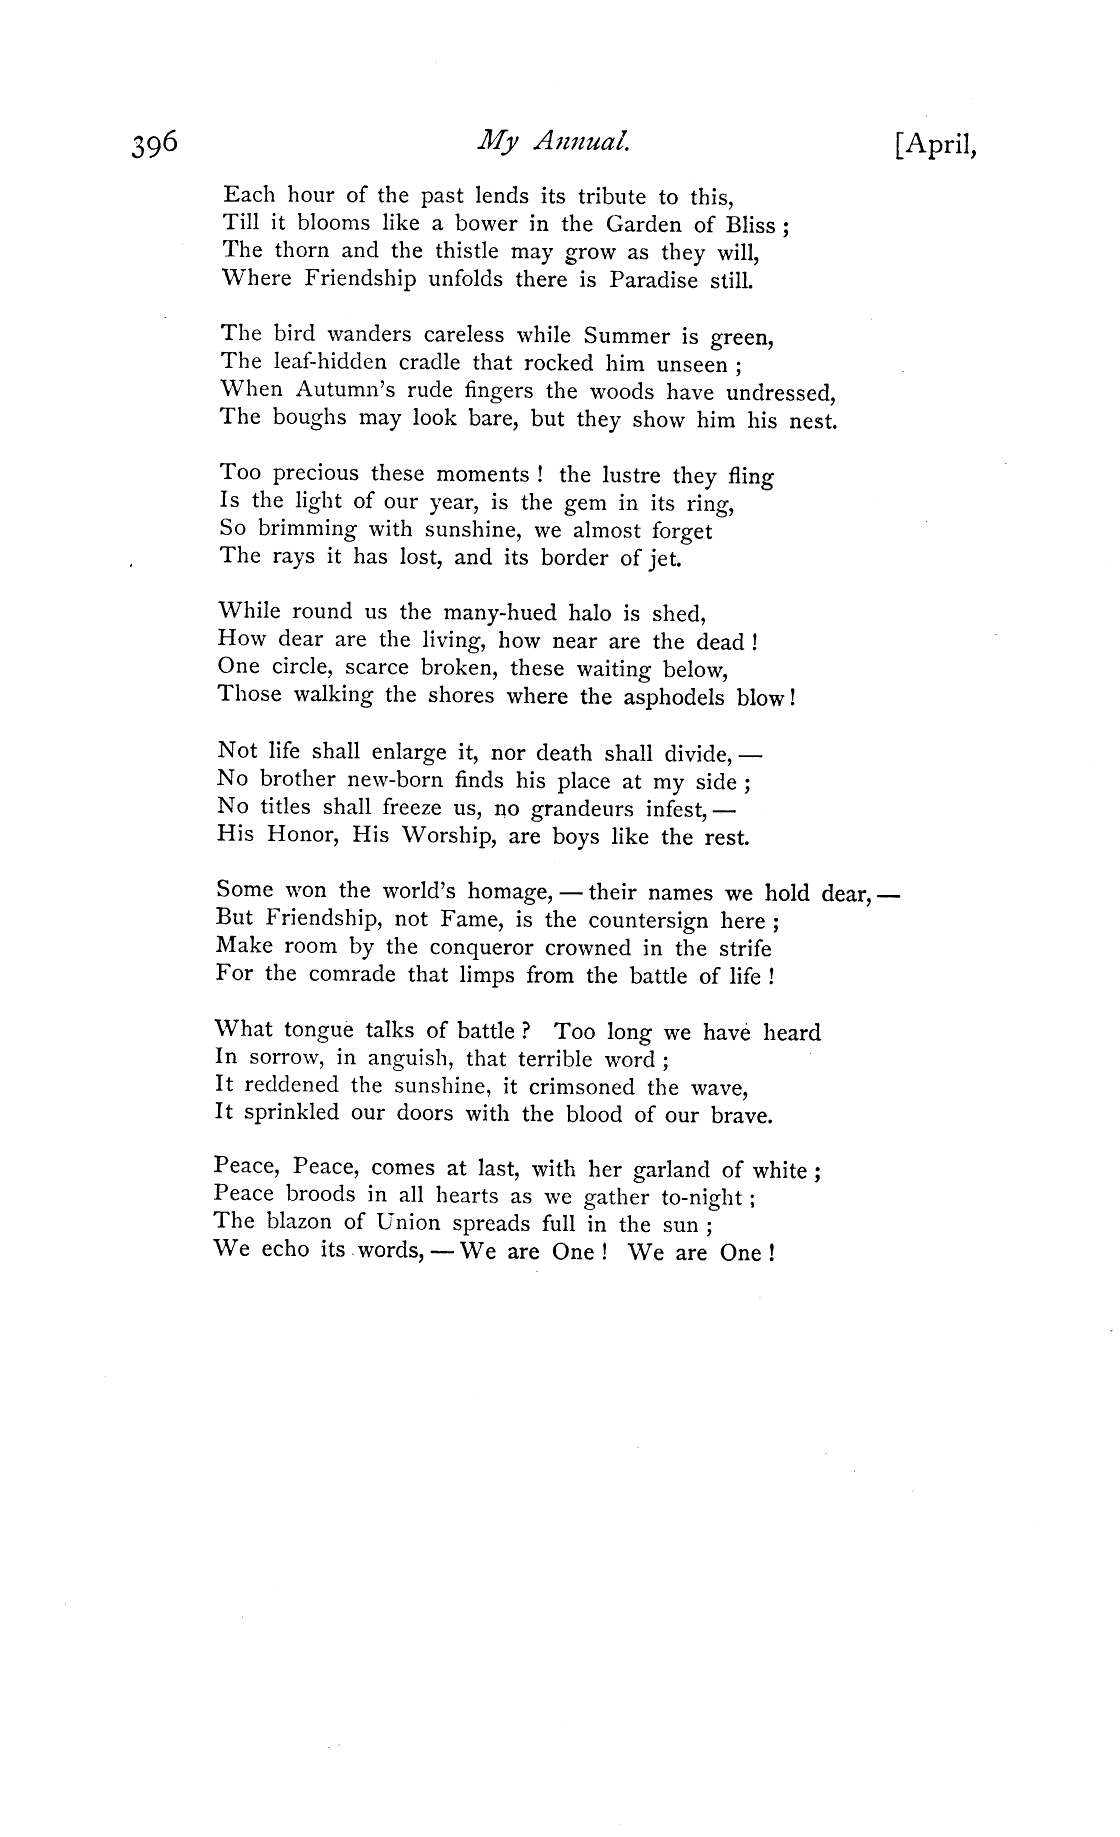 396 My Annual. [April,
Each hour of the past lends its tribute to this,
Till it blooms like a bower in the Garden of Bliss ;
The thorn and the thistle may grow as they will,
Where Friendship unfolds there is Paradise still.
The bird wanders careless while Summer is green,
The leaf-hidden cradle that rocked him unseen ;
When Autumn's rude fingers the woods have undressed,
The boughs may look bare, but they show him his nest.
Too precious these moments ! the lustre they fling
Is the light of our year, is the gem in its ring,
So brimming with sunshine, we almost forget
The rays it has lost, and its border of jet.
While round us the many-hued halo is shed,
How dear are the living, how near are the dead !
One circle, scarce broken, these waiting below,
Those walking the shores where the asphodels blow !
Not life shall enlarge it, nor death shall divide, —
No brother new-born finds his place at my side ;
No titles shall freeze us, no grandeurs infest, —
His Honor, His Worship, are boys like the rest.
Some won the world's homage, — their names we hold dear, —
But Friendship, not Fame, is the countersign here ;
Make room by the conqueror crowned in the strife
For the comrade that limps from the battle of life !
What tongue talks of battle ? Too long we have heard
In sorrow, in anguish, that terrible word ;
It reddened the sunshine, it crimsoned the wave,
It sprinkled our doors with the blood of our brave.
Peace, Peace, comes at last, with her garland of white ;
Peace broods in all hearts as we gather to-night ;
The blazon of Union spreads full in the sun ;
We echo its words, — We are One ! We are One !